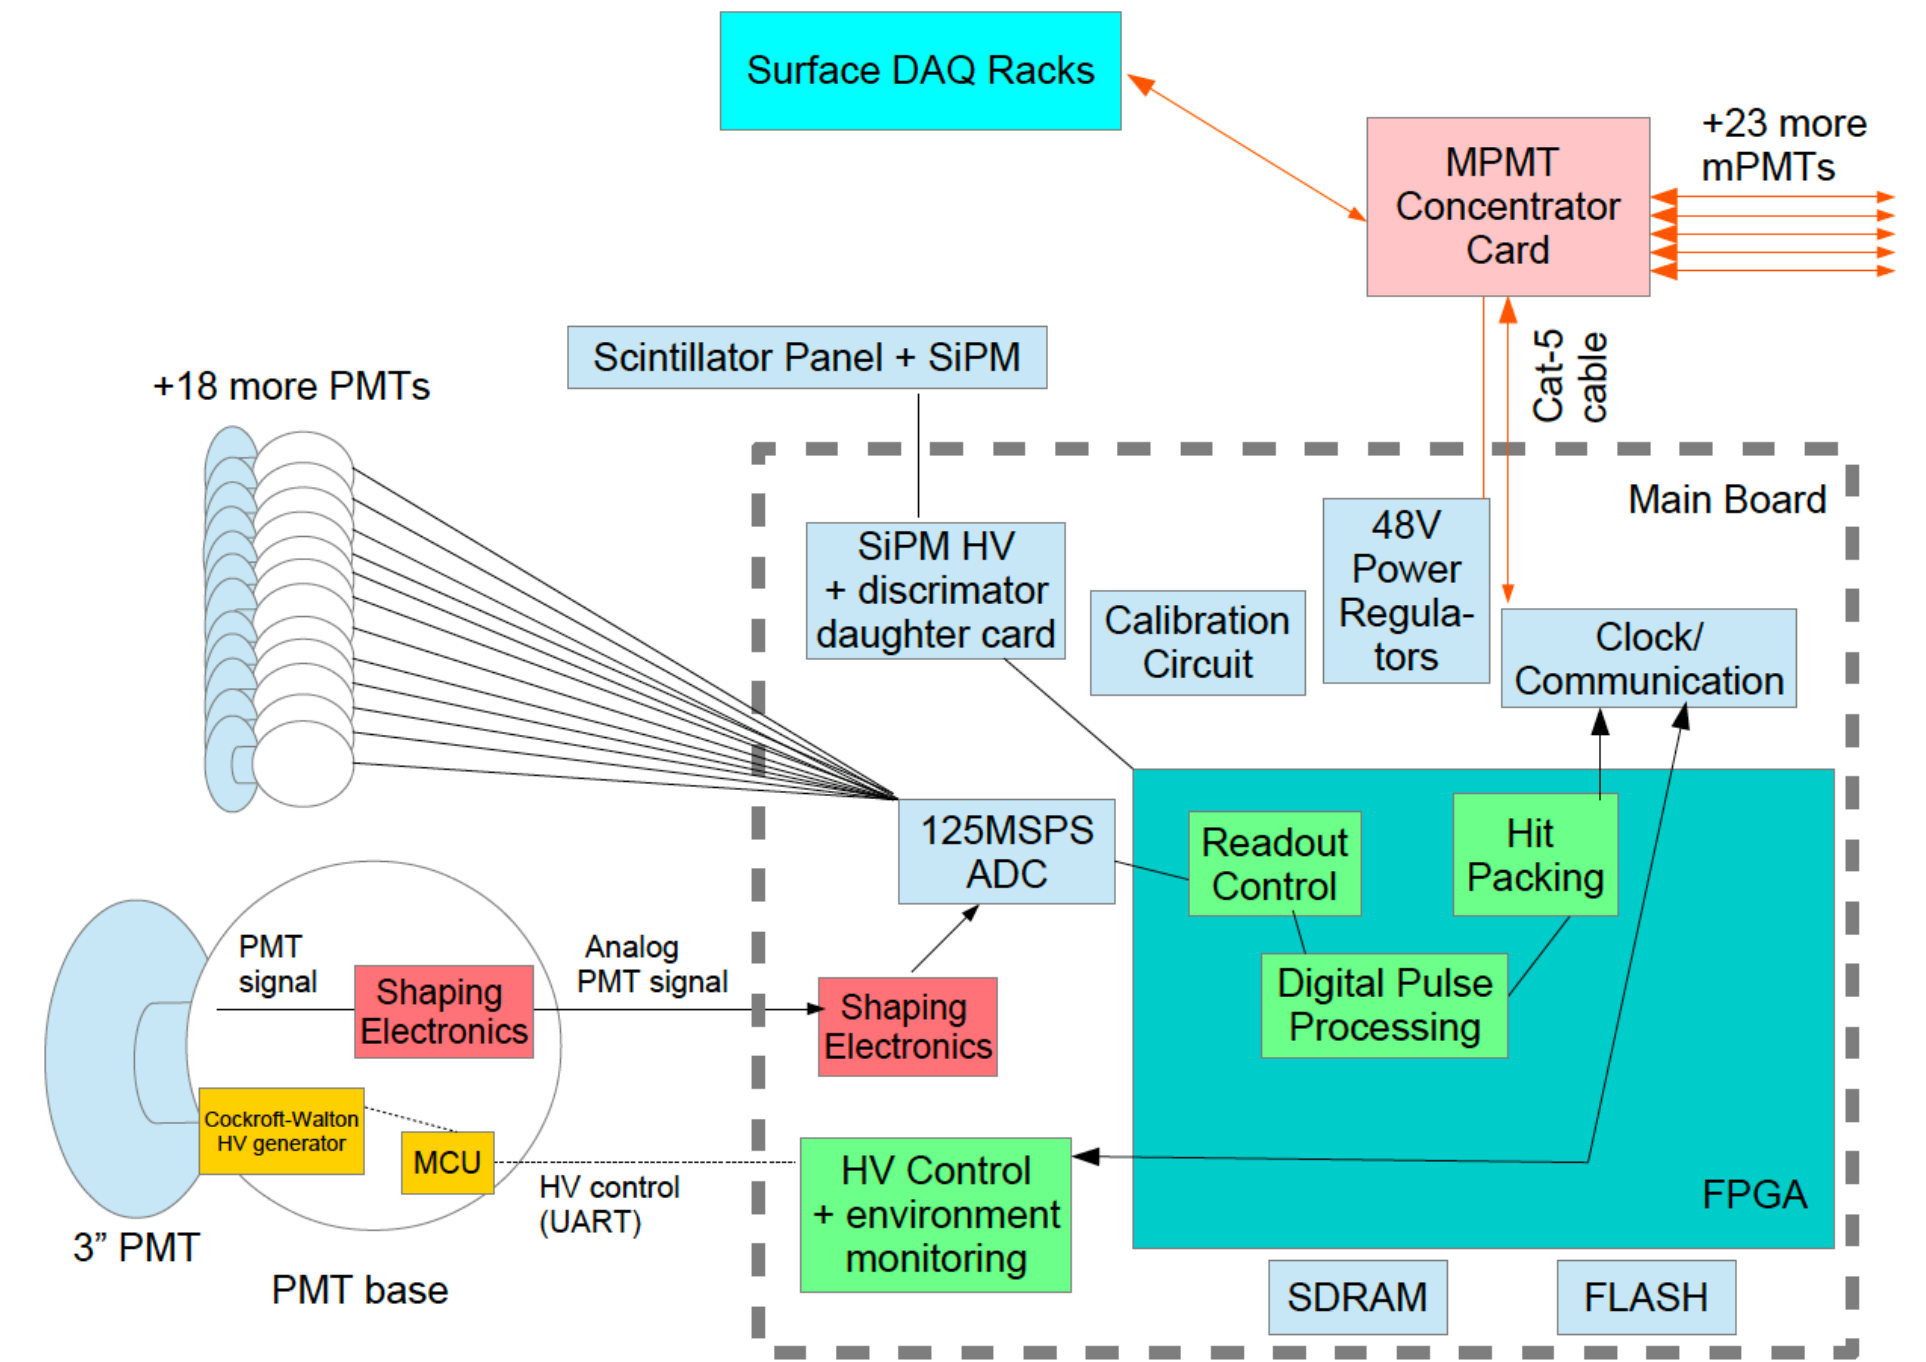 Surface DAQ Racks
+23 more
mPMTs
MPMT
Concentrator
Card
Cat-5
cable
Scintillator Panel + SiPM
+18 more PMTs
Main Board
SiPM HV
+ discrimator
daughter card
Calibration
Circuit
48V
Power
Regula-
tors
Clock/
Communication
125MSPS
ADC
Readout
Control
Hit
Packing
Digital Pulse
Processing
FPGA
PMT
signal
Shaping
Electronics
Analog
PMT signal
Shaping
Electronics
Cockroft-Walton
HV generator
MCU
HV control
(UART)
HV Control
+ environment
monitoring
3” PMT
PMT base
SDRAM
FLASH